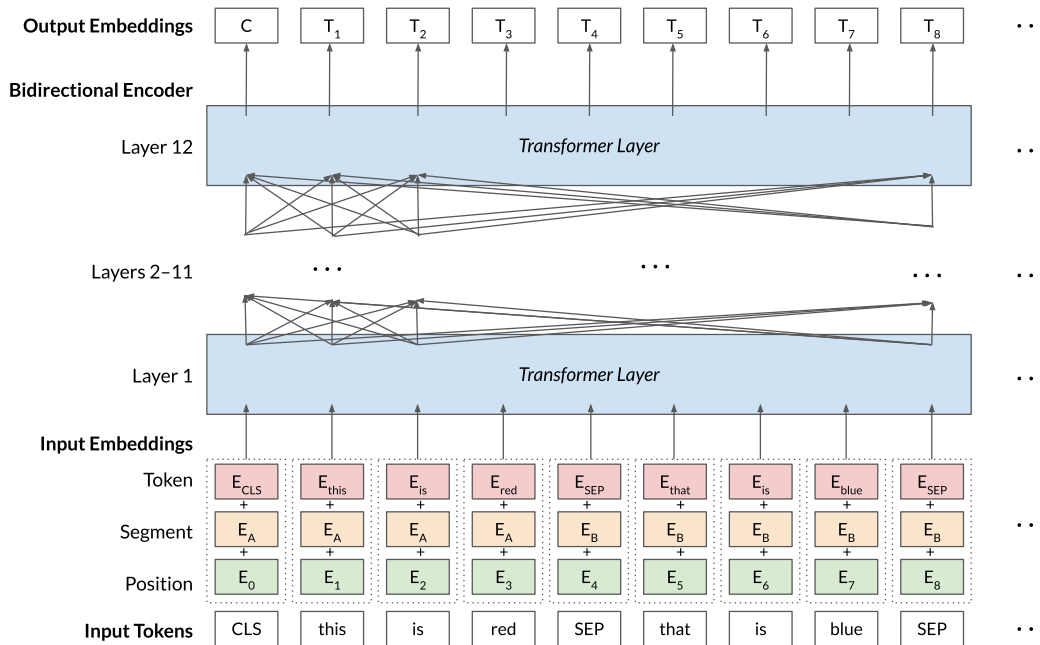 Output Embeddings C T1 T2 T3 T4 T5 T6 T7 T8 ..
Bidirectional Encoder
Layer 12 Transformer Layer ..
Layers 2–11 ... ... ... ..
Layer 1 Transformer Layer ..
Input Embeddings
Token ECLS Ethis Eis Ered ESEP Ethat Eis Eblue ESEP
+ + + + + + + + +
Segment EA EA EA EA EB EB EB EB EB ..
+ + + + + + + + +
Position E0 E1 E2 E3 E4 E5 E6 E7 E8
Input Tokens CLS this is red SEP that is blue SEP ..